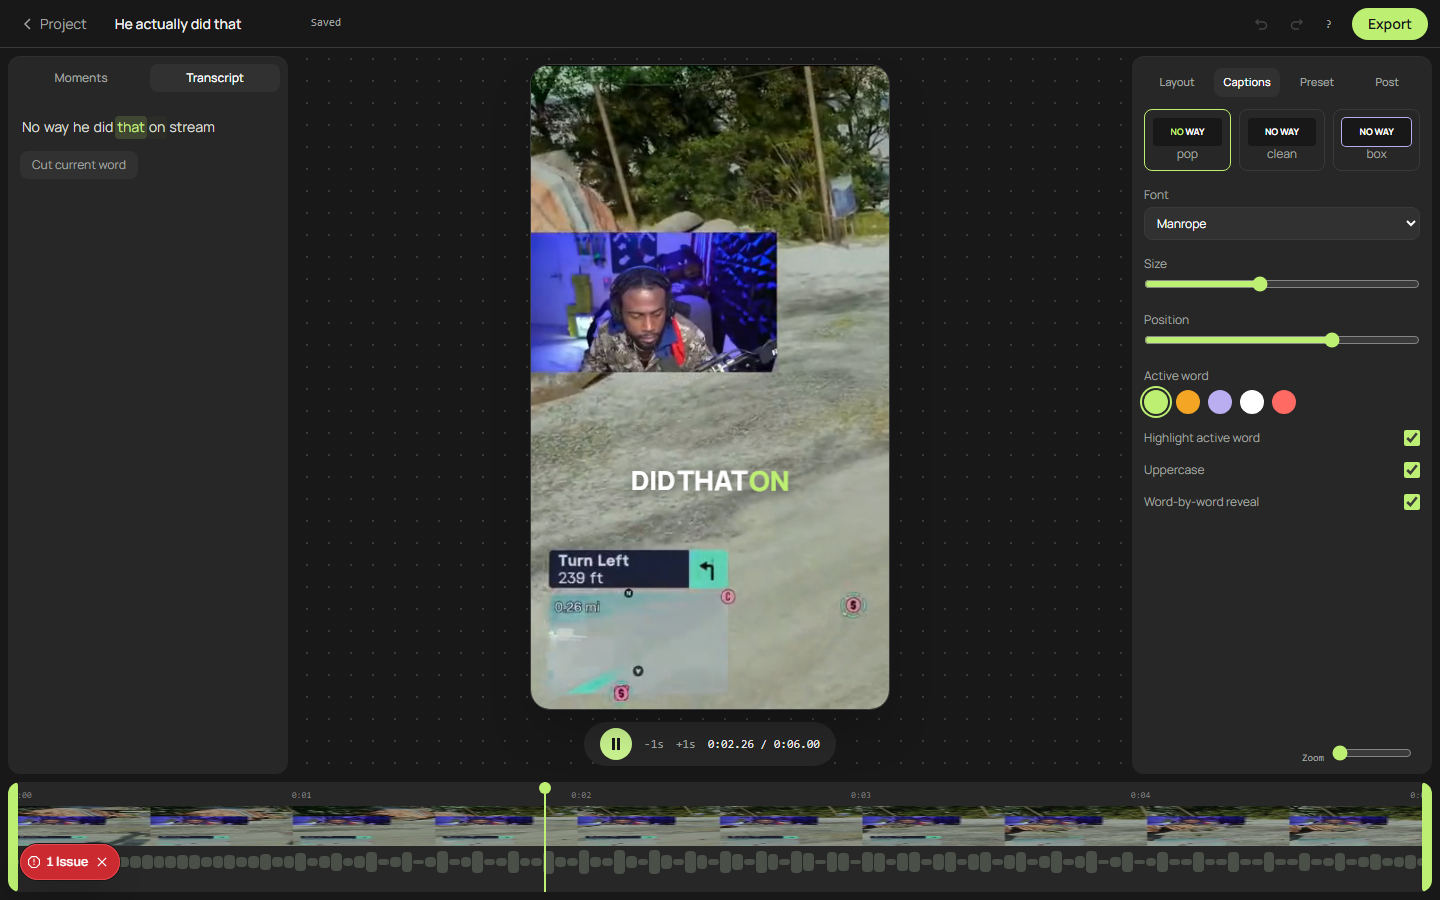 Project
He actually did that
Saved
?
Export
Moments
Transcript
No way he did that on stream
Cut current word
Layout
Captions
Preset
Post
NO WAY
pop
NO WAY
clean
NO WAY
box
Font
Manrope
Size
Position
Active word
Highlight active word
Uppercase
Word-by-word reveal
DID THAT ON
Turn Left
239 ft
N
C
0.26 mi
$
$
-1s
+1s
0:02.26 / 0:06.00
Zoom
:00
0:01
0:02
0:03
0:04
1 Issue